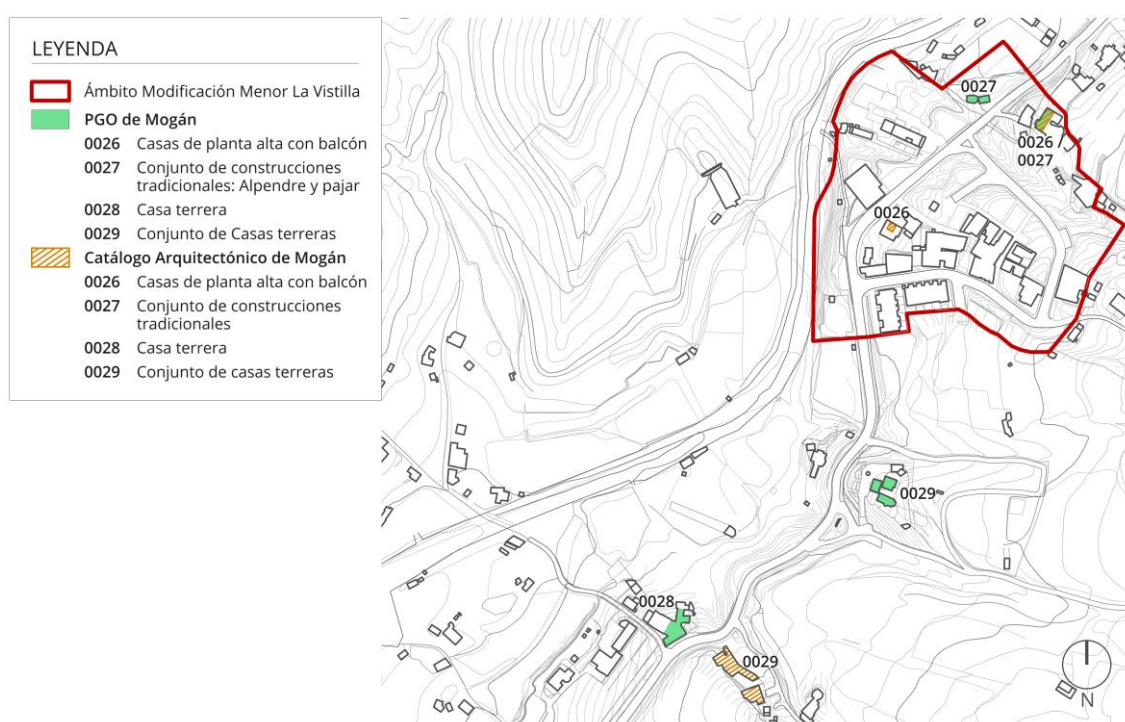 LEYENDA
Ámbito Modificación Menor La Vistilla
PGO de Mogán
0026 Casas de planta alta con balcón
0027 Conjunto de construcciones
tradicionales: Alpendre y pajar
0028 Casa terrera
0029 Conjunto de Casas terreras
Catálogo Arquitectónico de Mogán
0026 Casas de planta alta con balcón
0027 Conjunto de construcciones
tradicionales
0028 Casa terrera
0029 Conjunto de casas terreras
0027
0026
0027
0026
0029
0028
0029
N